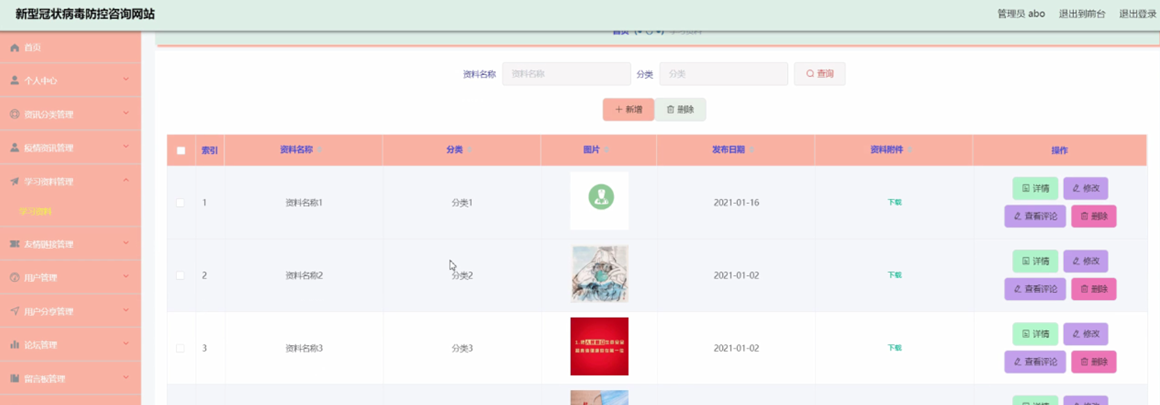 新型冠状病毒防控咨询网站
管理员 abo 退出到前台 退出登录
首页
个人中心
资讯分类管理
疫情资讯管理
学习资料管理
学习资料
友情链接管理
用户管理
用户分享管理
论坛管理
留言板管理
学习资料
资料名称 资料名称 分类 分类 查询
+ 新增 删除
索引 资料名称 分类 图片 发布日期 资料附件 操作
1 资料名称1 分类1 2021-01-16 下载 详情 修改
查看评论 删除
2 资料名称2 分类2 2021-01-02 下载 详情 修改
查看评论 删除
3 资料名称3 分类3 2021-01-02 下载 详情 修改
查看评论 删除
详情 修改